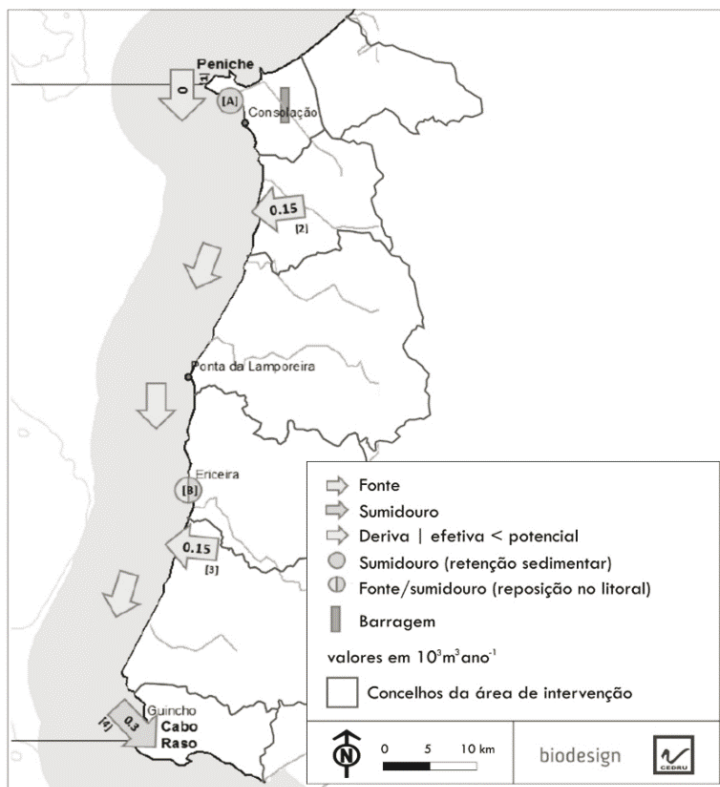 Peniche
[1]
0
[A]
Consolação
0.15
[2]
Ponta da Lamporeira
Ericeira
[B]
0.15
[3]
Guincho
0.3
[4]
Cabo
Raso
Fonte
Sumidouro
Deriva | efetiva < potencial
Sumidouro (retenção sedimentar)
Fonte/sumidouro (reposição no litoral)
Barragem
valores em 10³m³ano⁻¹
Concelhos da área de intervenção
N
0 5 10 km
biodesign
CEDRU